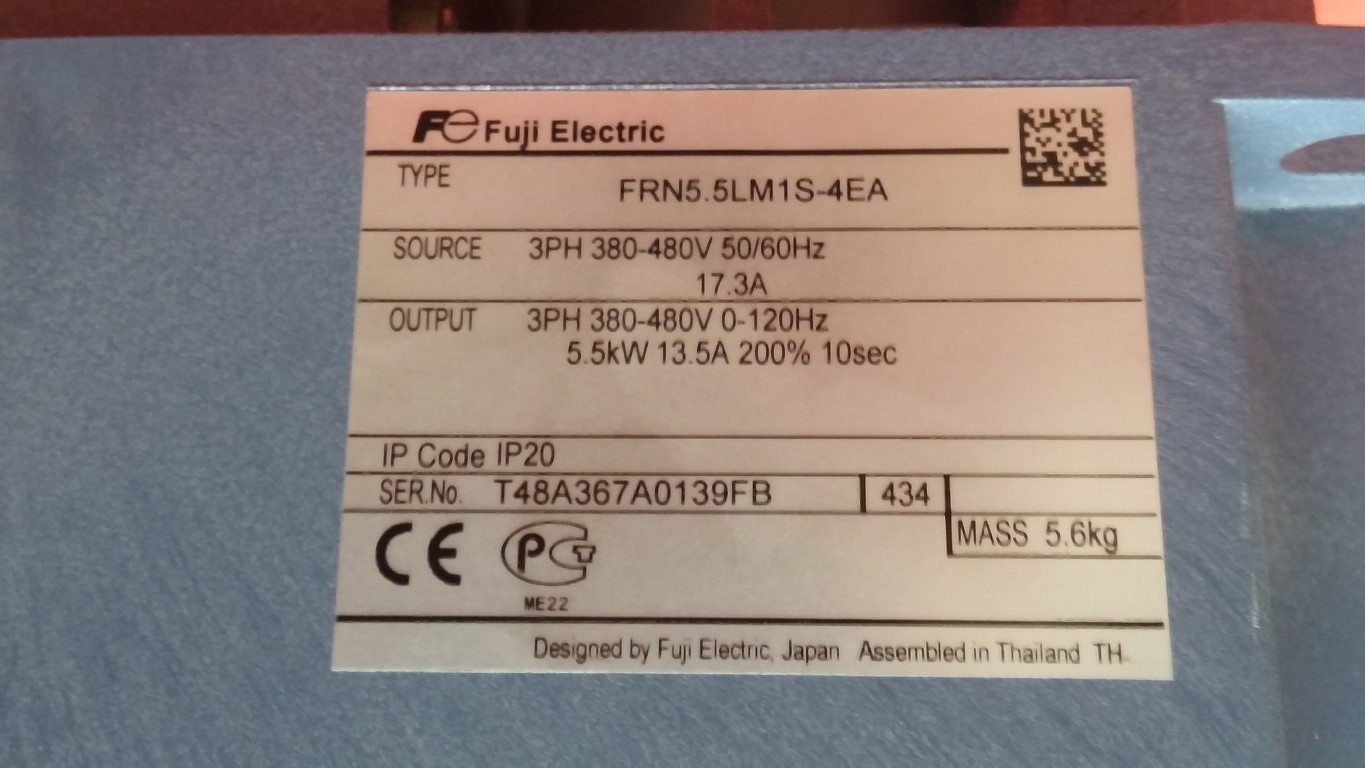 Fe Fuji Electric
TYPE FRN5.5LM1S-4EA
SOURCE 3PH 380-480V 50/60Hz
17.3A
OUTPUT 3PH 380-480V 0-120Hz
5.5kW 13.5A 200% 10sec
IP Code IP20
SER.No. T48A367A0139FB 434
MASS 5.6kg
CE PCT
ME22
Designed by Fuji Electric, Japan Assembled in Thailand TH